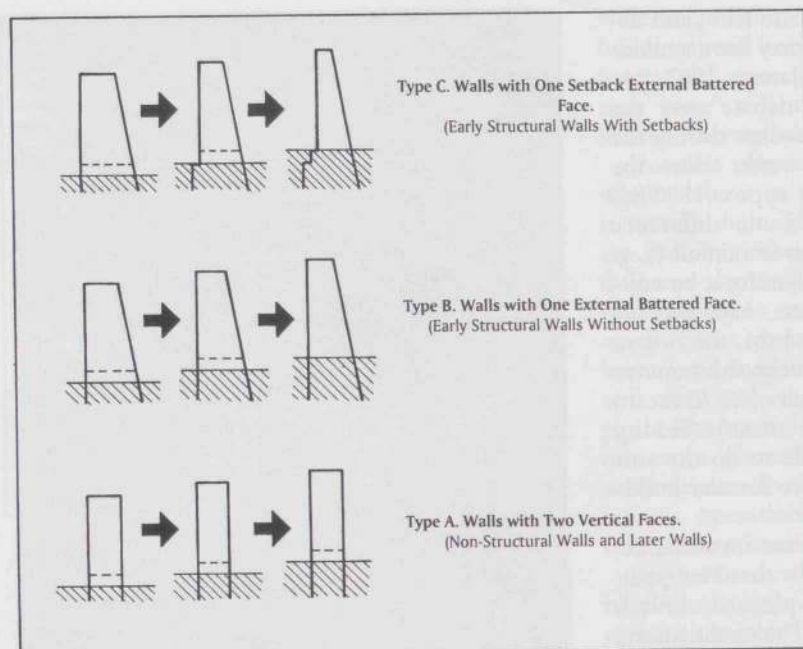 Type C. Walls with One Setback External Battered
Face.
(Early Structural Walls With Setbacks)
Type B. Walls with One External Battered Face.
(Early Structural Walls Without Setbacks)
Type A. Walls with Two Vertical Faces.
(Non-Structural Walls and Later Walls)